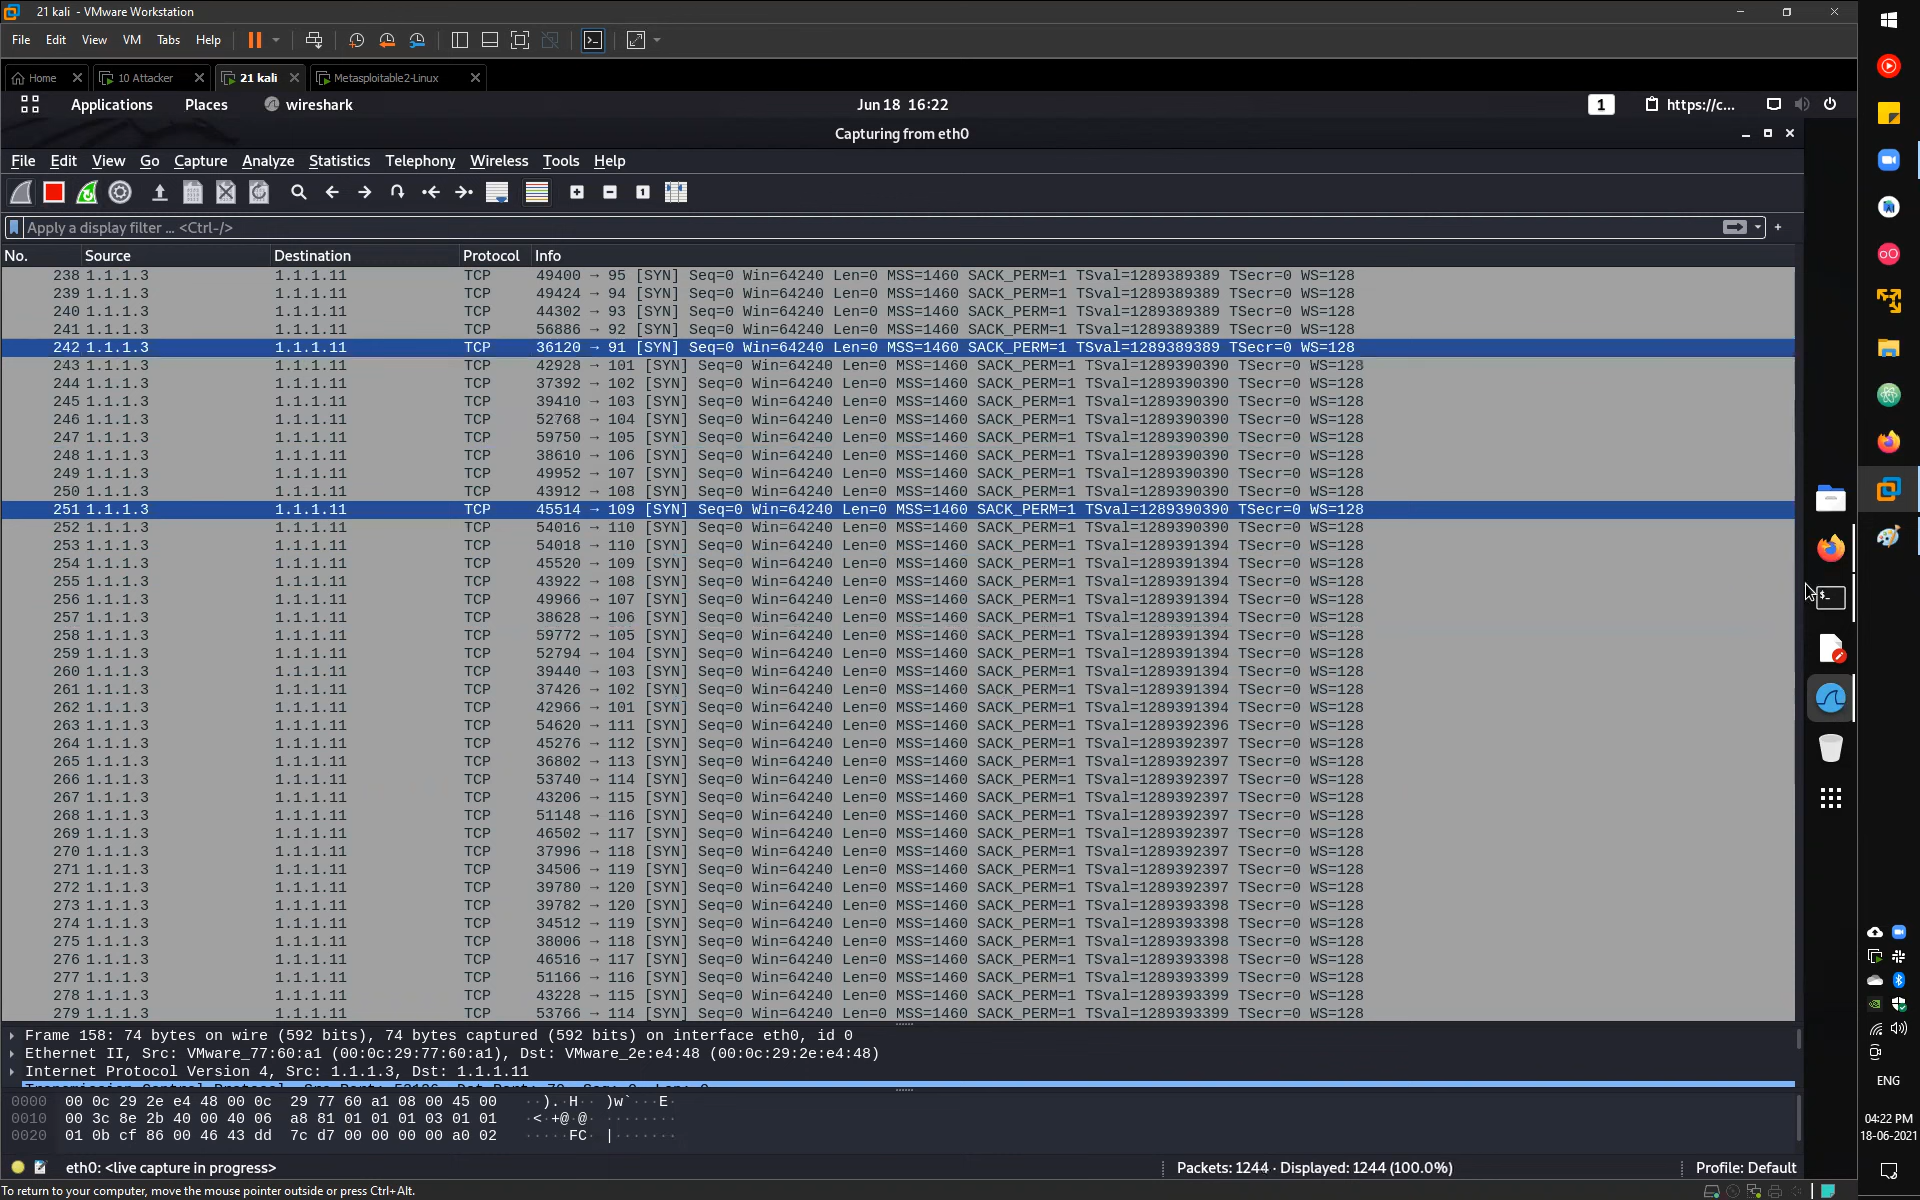 21 kali - VMware Workstation
File Edit View VM Tabs Help
Home 10 Attacker 21 kali Metasploitable2-Linux
Applications Places wireshark Jun 18 16:22 1 https://c...
Capturing from eth0
File Edit View Go Capture Analyze Statistics Telephony Wireless Tools Help
Apply a display filter ... <Ctrl-/>
No. Source Destination Protocol Info
238 1.1.1.3 1.1.1.11 TCP 49400 → 95 [SYN] Seq=0 Win=64240 Len=0 MSS=1460 SACK_PERM=1 TSval=1289389389 TSecr=0 WS=128
239 1.1.1.3 1.1.1.11 TCP 49424 → 94 [SYN] Seq=0 Win=64240 Len=0 MSS=1460 SACK_PERM=1 TSval=1289389389 TSecr=0 WS=128
240 1.1.1.3 1.1.1.11 TCP 44302 → 93 [SYN] Seq=0 Win=64240 Len=0 MSS=1460 SACK_PERM=1 TSval=1289389389 TSecr=0 WS=128
241 1.1.1.3 1.1.1.11 TCP 56886 → 92 [SYN] Seq=0 Win=64240 Len=0 MSS=1460 SACK_PERM=1 TSval=1289389389 TSecr=0 WS=128
242 1.1.1.3 1.1.1.11 TCP 36120 → 91 [SYN] Seq=0 Win=64240 Len=0 MSS=1460 SACK_PERM=1 TSval=1289389389 TSecr=0 WS=128
243 1.1.1.3 1.1.1.11 TCP 42928 → 101 [SYN] Seq=0 Win=64240 Len=0 MSS=1460 SACK_PERM=1 TSval=1289390390 TSecr=0 WS=128
244 1.1.1.3 1.1.1.11 TCP 37392 → 102 [SYN] Seq=0 Win=64240 Len=0 MSS=1460 SACK_PERM=1 TSval=1289390390 TSecr=0 WS=128
245 1.1.1.3 1.1.1.11 TCP 39410 → 103 [SYN] Seq=0 Win=64240 Len=0 MSS=1460 SACK_PERM=1 TSval=1289390390 TSecr=0 WS=128
246 1.1.1.3 1.1.1.11 TCP 52768 → 104 [SYN] Seq=0 Win=64240 Len=0 MSS=1460 SACK_PERM=1 TSval=1289390390 TSecr=0 WS=128
247 1.1.1.3 1.1.1.11 TCP 59750 → 105 [SYN] Seq=0 Win=64240 Len=0 MSS=1460 SACK_PERM=1 TSval=1289390390 TSecr=0 WS=128
248 1.1.1.3 1.1.1.11 TCP 38610 → 106 [SYN] Seq=0 Win=64240 Len=0 MSS=1460 SACK_PERM=1 TSval=1289390390 TSecr=0 WS=128
249 1.1.1.3 1.1.1.11 TCP 49952 → 107 [SYN] Seq=0 Win=64240 Len=0 MSS=1460 SACK_PERM=1 TSval=1289390390 TSecr=0 WS=128
250 1.1.1.3 1.1.1.11 TCP 43912 → 108 [SYN] Seq=0 Win=64240 Len=0 MSS=1460 SACK_PERM=1 TSval=1289390390 TSecr=0 WS=128
251 1.1.1.3 1.1.1.11 TCP 45514 → 109 [SYN] Seq=0 Win=64240 Len=0 MSS=1460 SACK_PERM=1 TSval=1289390390 TSecr=0 WS=128
252 1.1.1.3 1.1.1.11 TCP 54016 → 110 [SYN] Seq=0 Win=64240 Len=0 MSS=1460 SACK_PERM=1 TSval=1289390390 TSecr=0 WS=128
253 1.1.1.3 1.1.1.11 TCP 54018 → 110 [SYN] Seq=0 Win=64240 Len=0 MSS=1460 SACK_PERM=1 TSval=1289391394 TSecr=0 WS=128
254 1.1.1.3 1.1.1.11 TCP 45520 → 109 [SYN] Seq=0 Win=64240 Len=0 MSS=1460 SACK_PERM=1 TSval=1289391394 TSecr=0 WS=128
255 1.1.1.3 1.1.1.11 TCP 43922 → 108 [SYN] Seq=0 Win=64240 Len=0 MSS=1460 SACK_PERM=1 TSval=1289391394 TSecr=0 WS=128
256 1.1.1.3 1.1.1.11 TCP 49966 → 107 [SYN] Seq=0 Win=64240 Len=0 MSS=1460 SACK_PERM=1 TSval=1289391394 TSecr=0 WS=128
257 1.1.1.3 1.1.1.11 TCP 38628 → 106 [SYN] Seq=0 Win=64240 Len=0 MSS=1460 SACK_PERM=1 TSval=1289391394 TSecr=0 WS=128
258 1.1.1.3 1.1.1.11 TCP 59772 → 105 [SYN] Seq=0 Win=64240 Len=0 MSS=1460 SACK_PERM=1 TSval=1289391394 TSecr=0 WS=128
259 1.1.1.3 1.1.1.11 TCP 52794 → 104 [SYN] Seq=0 Win=64240 Len=0 MSS=1460 SACK_PERM=1 TSval=1289391394 TSecr=0 WS=128
260 1.1.1.3 1.1.1.11 TCP 39440 → 103 [SYN] Seq=0 Win=64240 Len=0 MSS=1460 SACK_PERM=1 TSval=1289391394 TSecr=0 WS=128
261 1.1.1.3 1.1.1.11 TCP 37426 → 102 [SYN] Seq=0 Win=64240 Len=0 MSS=1460 SACK_PERM=1 TSval=1289391394 TSecr=0 WS=128
262 1.1.1.3 1.1.1.11 TCP 42966 → 101 [SYN] Seq=0 Win=64240 Len=0 MSS=1460 SACK_PERM=1 TSval=1289391394 TSecr=0 WS=128
263 1.1.1.3 1.1.1.11 TCP 54620 → 111 [SYN] Seq=0 Win=64240 Len=0 MSS=1460 SACK_PERM=1 TSval=1289392396 TSecr=0 WS=128
264 1.1.1.3 1.1.1.11 TCP 45276 → 112 [SYN] Seq=0 Win=64240 Len=0 MSS=1460 SACK_PERM=1 TSval=1289392397 TSecr=0 WS=128
265 1.1.1.3 1.1.1.11 TCP 36802 → 113 [SYN] Seq=0 Win=64240 Len=0 MSS=1460 SACK_PERM=1 TSval=1289392397 TSecr=0 WS=128
266 1.1.1.3 1.1.1.11 TCP 53740 → 114 [SYN] Seq=0 Win=64240 Len=0 MSS=1460 SACK_PERM=1 TSval=1289392397 TSecr=0 WS=128
267 1.1.1.3 1.1.1.11 TCP 43206 → 115 [SYN] Seq=0 Win=64240 Len=0 MSS=1460 SACK_PERM=1 TSval=1289392397 TSecr=0 WS=128
268 1.1.1.3 1.1.1.11 TCP 51148 → 116 [SYN] Seq=0 Win=64240 Len=0 MSS=1460 SACK_PERM=1 TSval=1289392397 TSecr=0 WS=128
269 1.1.1.3 1.1.1.11 TCP 46502 → 117 [SYN] Seq=0 Win=64240 Len=0 MSS=1460 SACK_PERM=1 TSval=1289392397 TSecr=0 WS=128
270 1.1.1.3 1.1.1.11 TCP 37996 → 118 [SYN] Seq=0 Win=64240 Len=0 MSS=1460 SACK_PERM=1 TSval=1289392397 TSecr=0 WS=128
271 1.1.1.3 1.1.1.11 TCP 34506 → 119 [SYN] Seq=0 Win=64240 Len=0 MSS=1460 SACK_PERM=1 TSval=1289392397 TSecr=0 WS=128
272 1.1.1.3 1.1.1.11 TCP 39780 → 120 [SYN] Seq=0 Win=64240 Len=0 MSS=1460 SACK_PERM=1 TSval=1289392397 TSecr=0 WS=128
273 1.1.1.3 1.1.1.11 TCP 39782 → 120 [SYN] Seq=0 Win=64240 Len=0 MSS=1460 SACK_PERM=1 TSval=1289393398 TSecr=0 WS=128
274 1.1.1.3 1.1.1.11 TCP 34512 → 119 [SYN] Seq=0 Win=64240 Len=0 MSS=1460 SACK_PERM=1 TSval=1289393398 TSecr=0 WS=128
275 1.1.1.3 1.1.1.11 TCP 38006 → 118 [SYN] Seq=0 Win=64240 Len=0 MSS=1460 SACK_PERM=1 TSval=1289393398 TSecr=0 WS=128
276 1.1.1.3 1.1.1.11 TCP 46516 → 117 [SYN] Seq=0 Win=64240 Len=0 MSS=1460 SACK_PERM=1 TSval=1289393398 TSecr=0 WS=128
277 1.1.1.3 1.1.1.11 TCP 51166 → 116 [SYN] Seq=0 Win=64240 Len=0 MSS=1460 SACK_PERM=1 TSval=1289393399 TSecr=0 WS=128
278 1.1.1.3 1.1.1.11 TCP 43228 → 115 [SYN] Seq=0 Win=64240 Len=0 MSS=1460 SACK_PERM=1 TSval=1289393399 TSecr=0 WS=128
279 1.1.1.3 1.1.1.11 TCP 53766 → 114 [SYN] Seq=0 Win=64240 Len=0 MSS=1460 SACK_PERM=1 TSval=1289393399 TSecr=0 WS=128
Frame 158: 74 bytes on wire (592 bits), 74 bytes captured (592 bits) on interface eth0, id 0
Ethernet II, Src: VMware_77:60:a1 (00:0c:29:77:60:a1), Dst: VMware_2e:e4:48 (00:0c:29:2e:e4:48)
Internet Protocol Version 4, Src: 1.1.1.3, Dst: 1.1.1.11
0000 00 0c 29 2e e4 48 00 0c 29 77 60 a1 08 00 45 00 ··).·H·· )w`···E·
0010 00 3c 8e 2b 40 00 40 06 a8 81 01 01 01 03 01 01 ·<·+@·@· ········
0020 01 0b cf 86 00 46 43 dd 7c d7 00 00 00 00 a0 02 ·····FC· |·······
eth0: <live capture in progress> Packets: 1244 · Displayed: 1244 (100.0%) Profile: Default
To return to your computer, move the mouse pointer outside or press Ctrl+Alt.
ENG
04:22 PM
18-06-2021